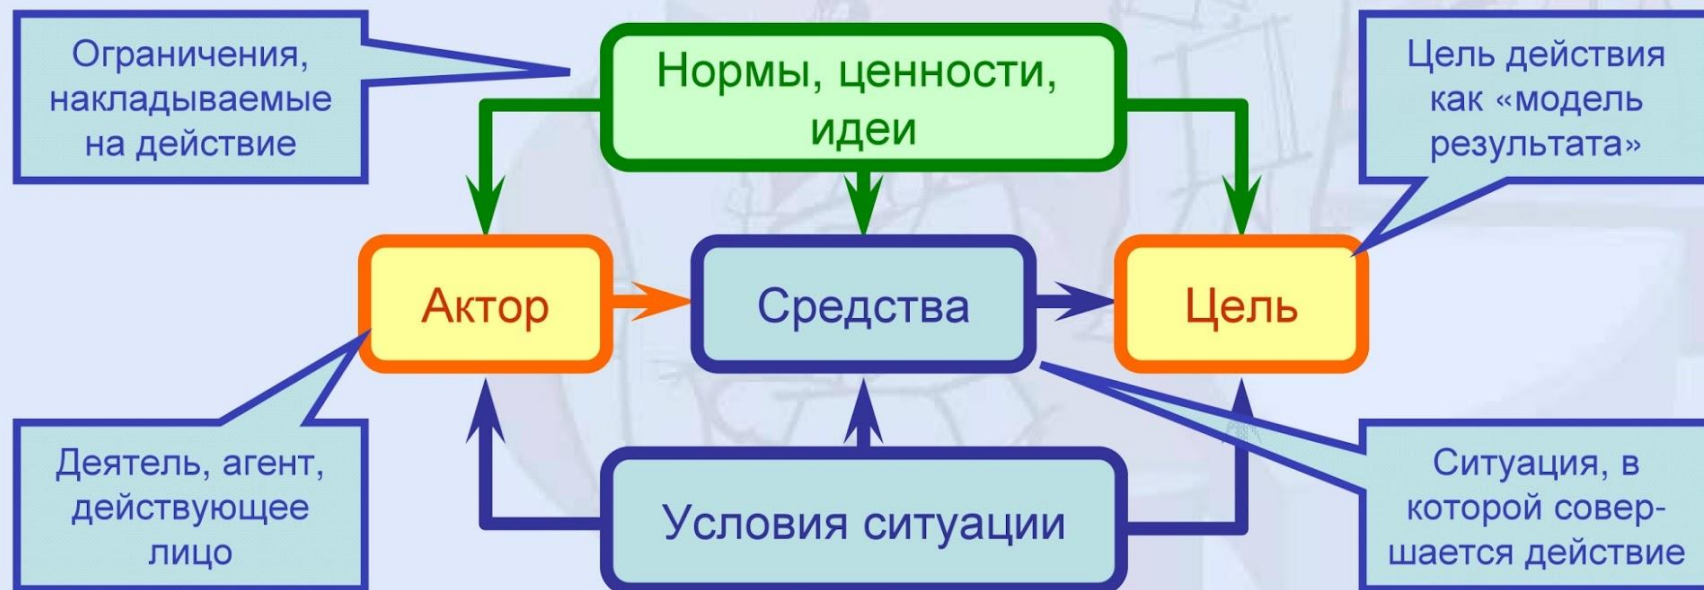 Ограничения,
накладываемые
на действие
Нормы, ценности,
идеи
Цель действия
как «модель
результата»
Актор
Средства
Цель
Деятель, агент,
действующее
лицо
Условия ситуации
Ситуация, в
которой совер-
шается действие